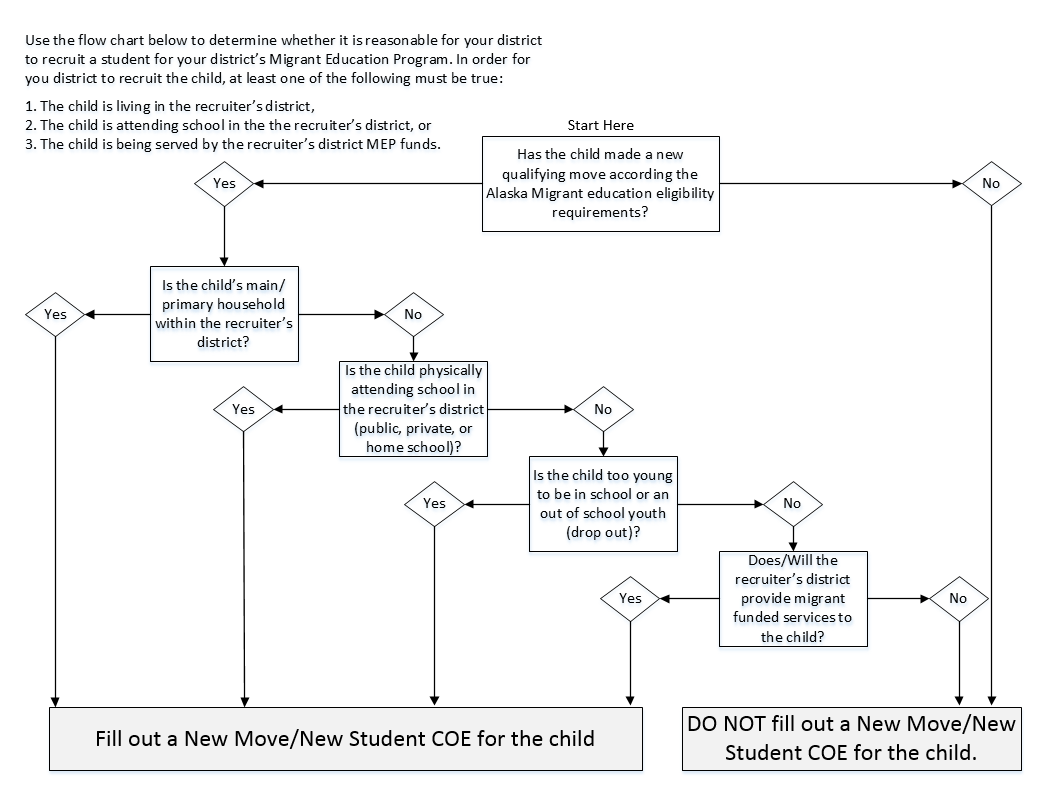 Use the flow chart below to determine whether it is reasonable for your district
to recruit a student for your district's Migrant Education Program. In order for
you district to recruit the child, at least one of the following must be true:
1. The child is living in the recruiter's district,
2. The child is attending school in the the recruiter's district, or
3. The child is being served by the recruiter's district MEP funds.
Start Here
Has the child made a new
qualifying move according the
Alaska Migrant education eligibility
requirements?
Yes
No
Is the child's main/
primary household
within the recruiter's
district?
Yes
No
Is the child physically
attending school in
the recruiter's district
(public, private, or
home school)?
Yes
No
Is the child too young
to be in school or an
out of school youth
(drop out)?
Yes
No
Does/Will the
recruiter's district
provide migrant
funded services to
the child?
Yes
No
Fill out a New Move/New Student COE for the child
DO NOT fill out a New Move/New
Student COE for the child.